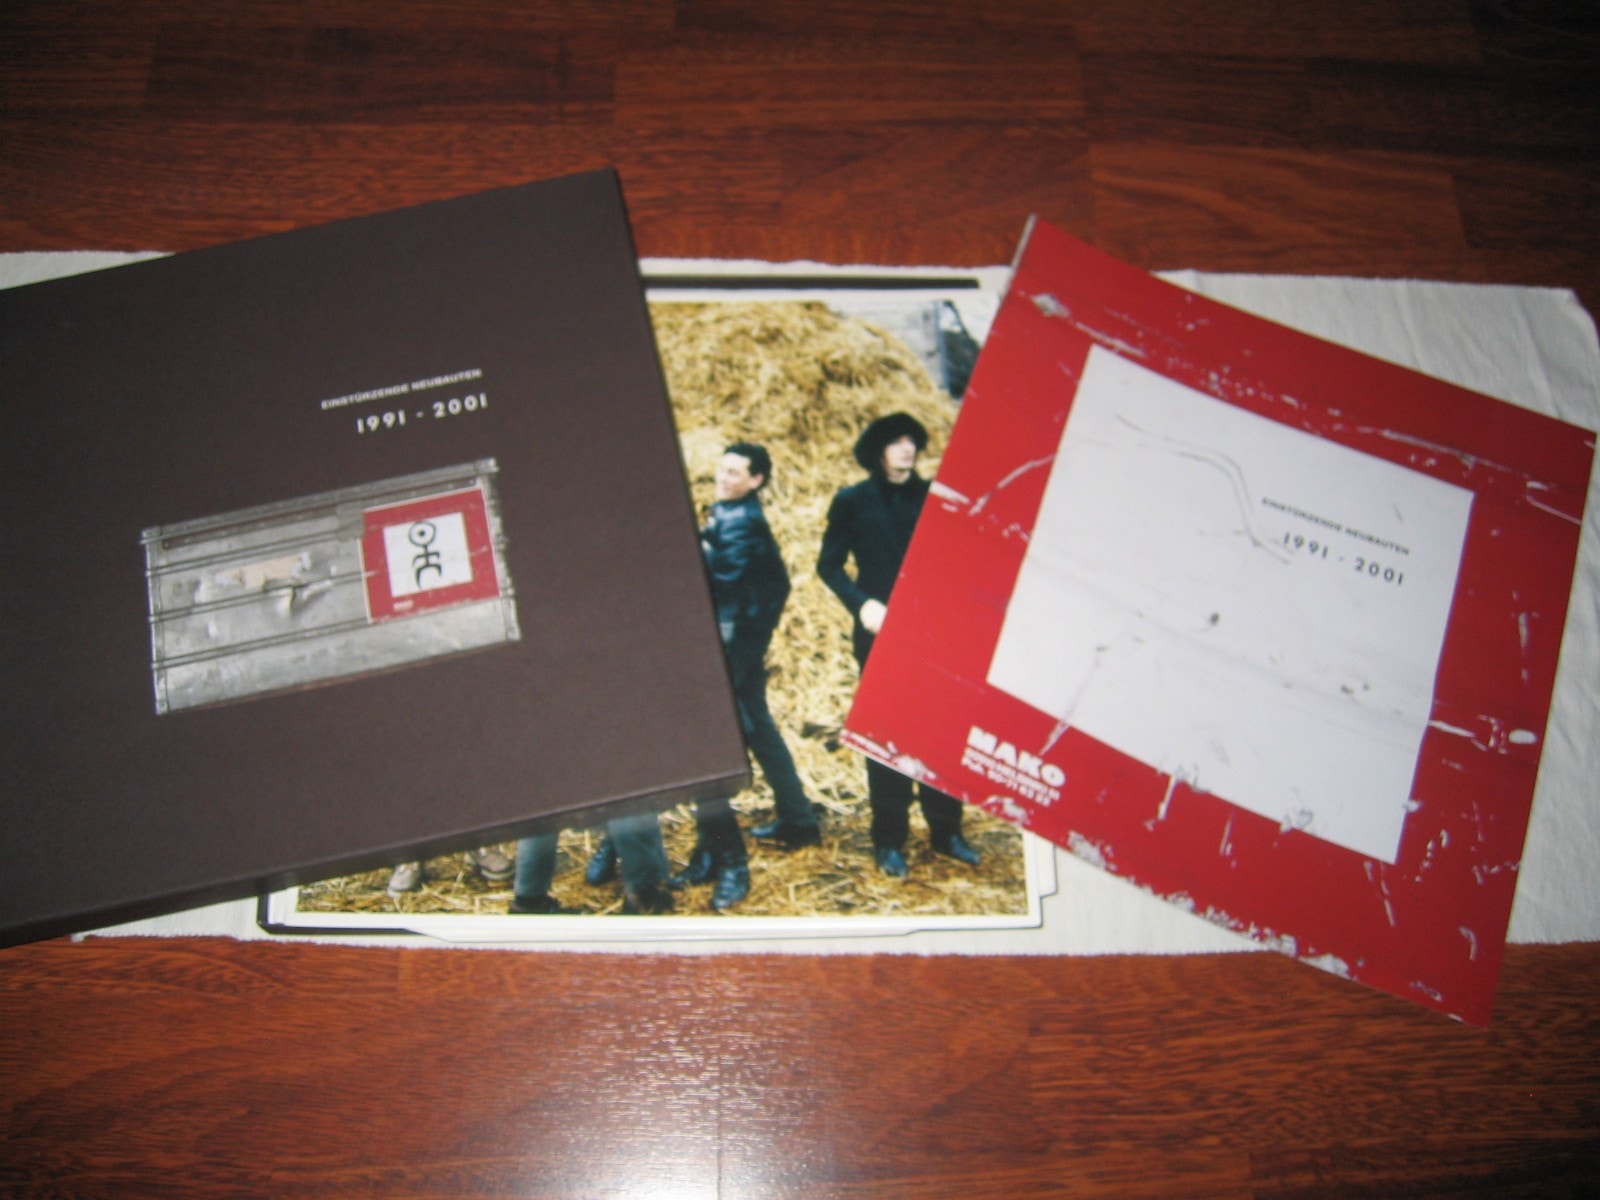 EINSTÜRZENDE NEUBAUTEN
1991 - 2001
EINSTÜRZENDE NEUBAUTEN
1991 - 2001
MAKO